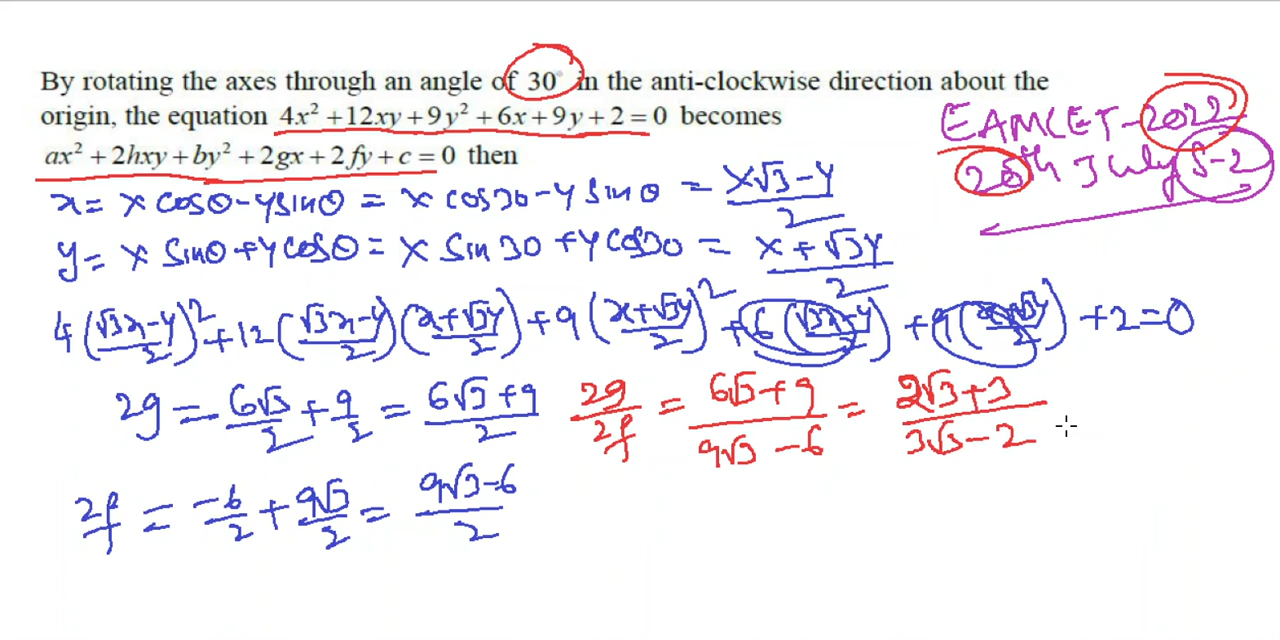 By rotating the axes through an angle of 30° in the anti-clockwise direction about the
origin, the equation 4x² +12xy + 9y² + 6x + 9y + 2 = 0 becomes
ax² + 2hxy + by² + 2gx + 2fy + c = 0 then
EAMCET-2022
20th July S-2
x = x cosθ - y sinθ = x cos30 - y sinθ = (x√3 - y)/2
y = x sinθ + y cosθ = x sin30 + y cos30 = (x + √3y)/2
4((√3x - y)/2)² + 12((√3x - y)/2)((x + √3y)/2) + 9((x + √3y)/2)² + 6((√3x - y)/2) + 9((x + √3y)/2) + 2 = 0
2g = 6√3/2 + 9/2 = (6√3 + 9)/2
2g/2f = (6√3 + 9)/(9√3 - 6) = (2√3 + 3)/(3√3 - 2)
2f = -6/2 + 9√3/2 = (9√3 - 6)/2